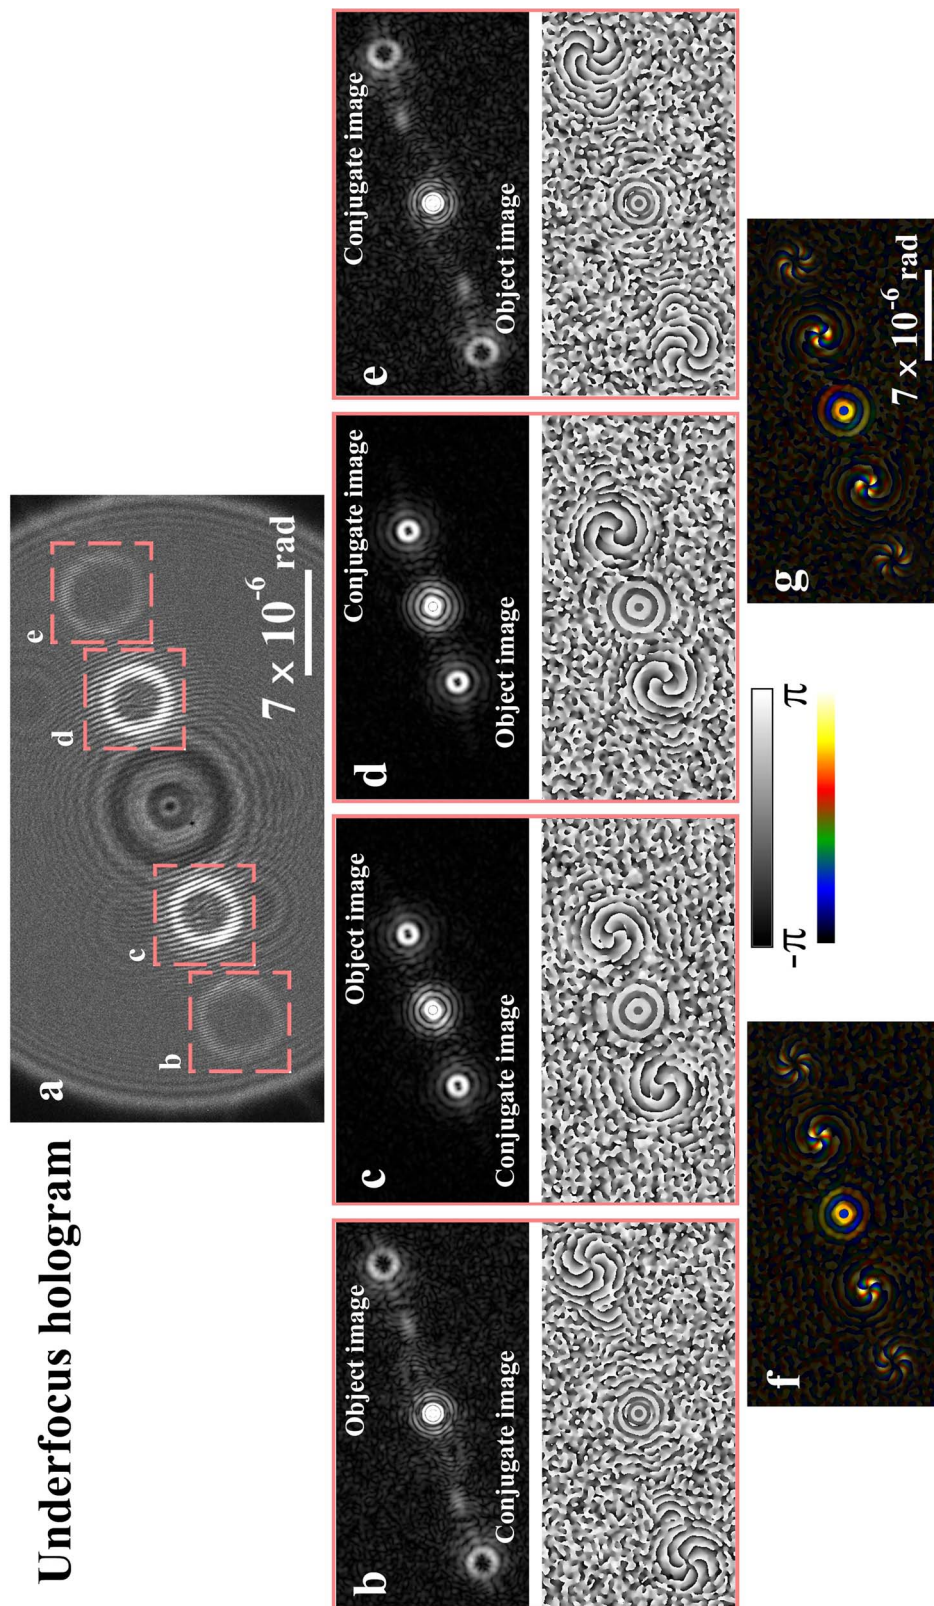 Underfocus hologram
a
b
c
d
e
7 x 10⁻⁶ rad
b
Object image
Conjugate image
c
Object image
Conjugate image
d
Conjugate image
Object image
e
Conjugate image
Object image
f
-π
π
g
7 x 10⁻⁶ rad